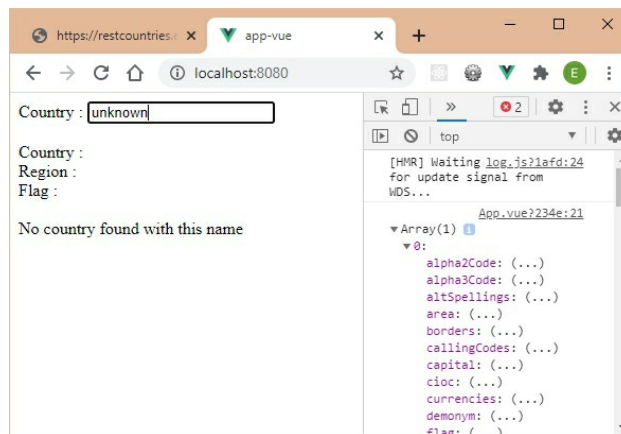 https://restcountries.e
app-vue
localhost:8080
E
Country : unknown
Country :
Region :
Flag :
No country found with this name
2
top
[HMR] Waiting log.js?1afd:24
for update signal from
WDS...
App.vue?234e:21
Array(1)
0:
alpha2Code: (...)
alpha3Code: (...)
altSpellings: (...)
area: (...)
borders: (...)
callingCodes: (...)
capital: (...)
cioc: (...)
currencies: (...)
demonym: (...)
flag: (...)